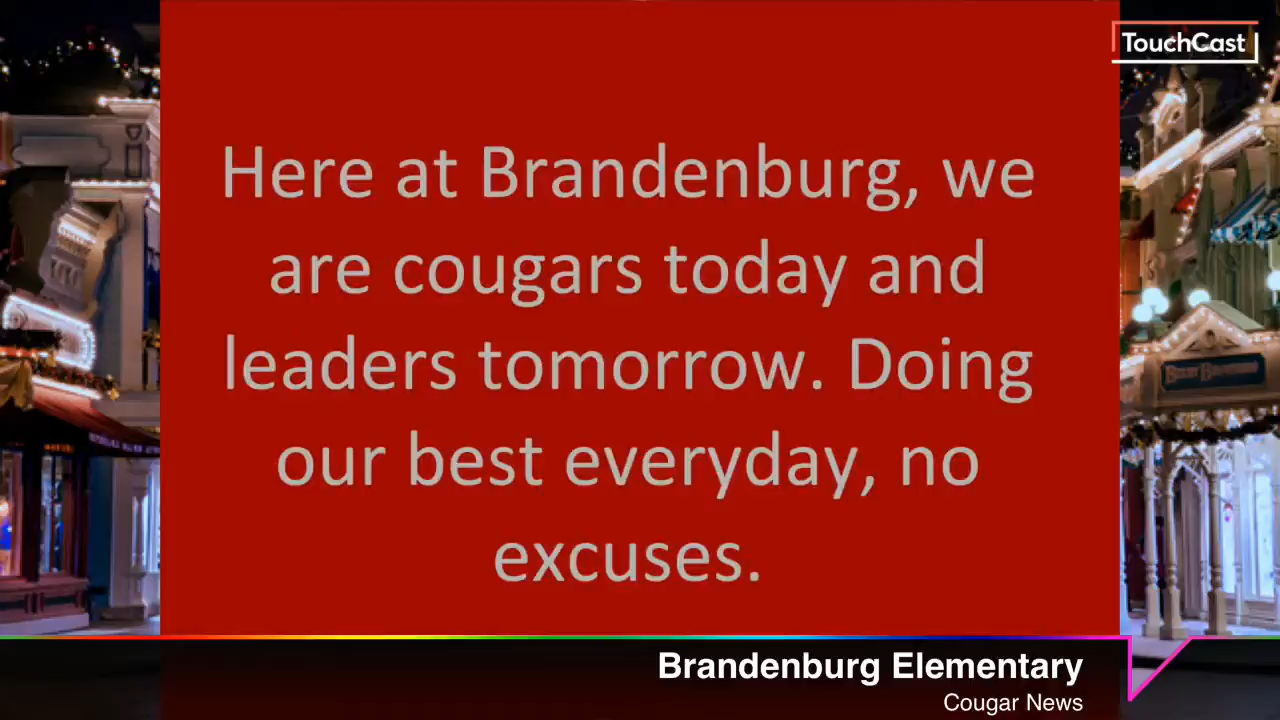 TouchCast
Here at Brandenburg, we
are cougars today and
leaders tomorrow. Doing
our best everyday, no
excuses.
Brandenburg Elementary
Cougar News